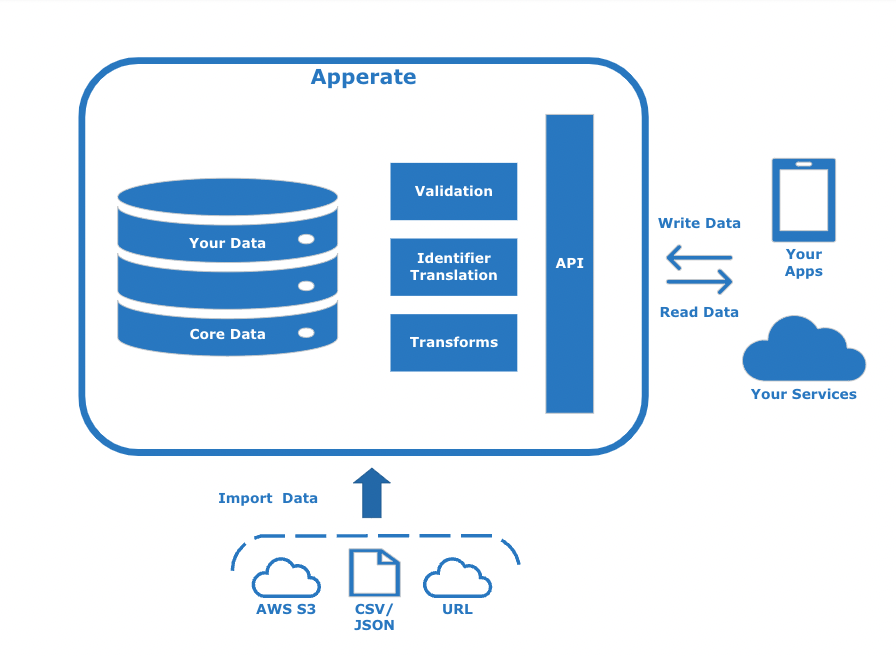 Apperate
Your Data
Core Data
Validation
Identifier
Translation
Transforms
API
Write Data
Read Data
Your
Apps
Your Services
Import Data
AWS S3
CSV/
JSON
URL